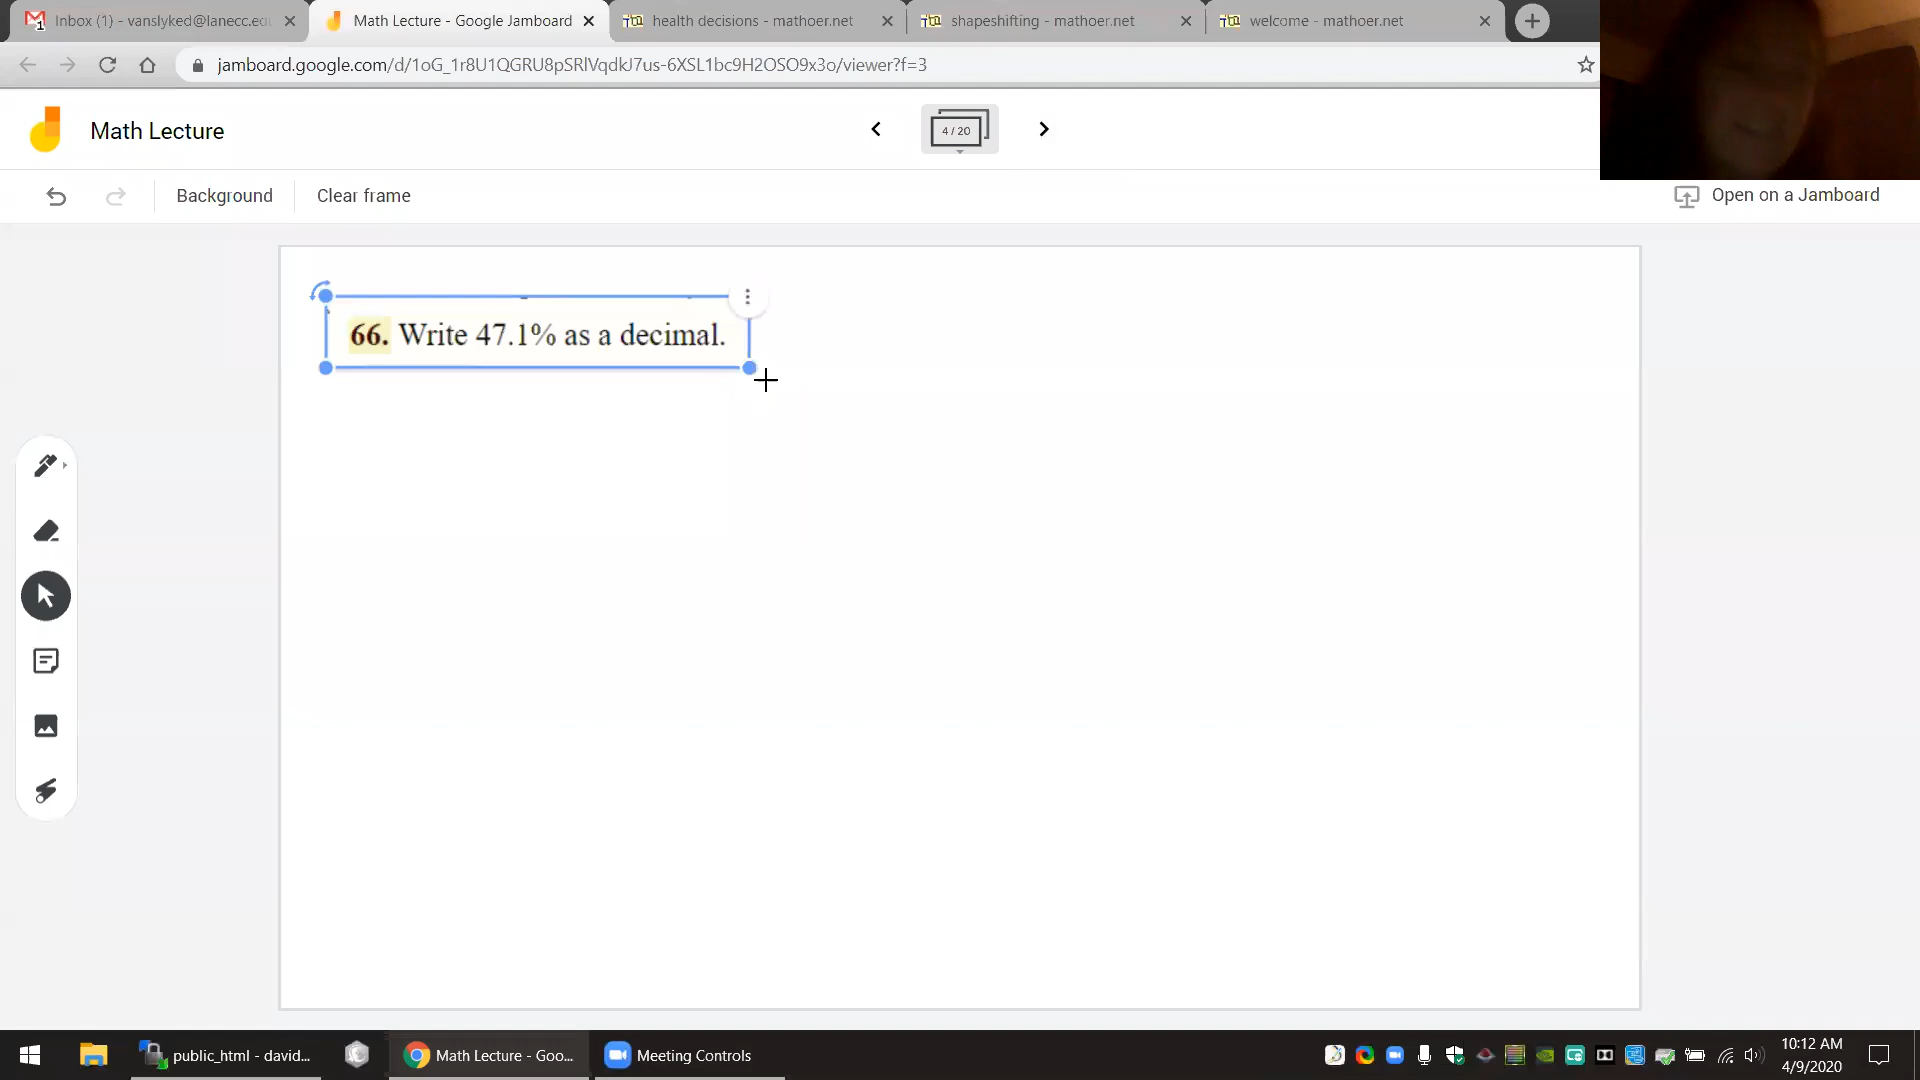 Inbox (1) - vanslyked@lanecc.edu
Math Lecture - Google Jamboard
health decisions - mathoer.net
shapeshifting - mathoer.net
welcome - mathoer.net
jamboard.google.com/d/1oG_1r8U1QGRU8pSRlVqdkJ7us-6XSL1bc9H2OSO9x3o/viewer?f=3
Math Lecture
4 / 20
Background
Clear frame
Open on a Jamboard
66. Write 47.1% as a decimal.
public_html - david...
Math Lecture - Goo...
Meeting Controls
10:12 AM
4/9/2020